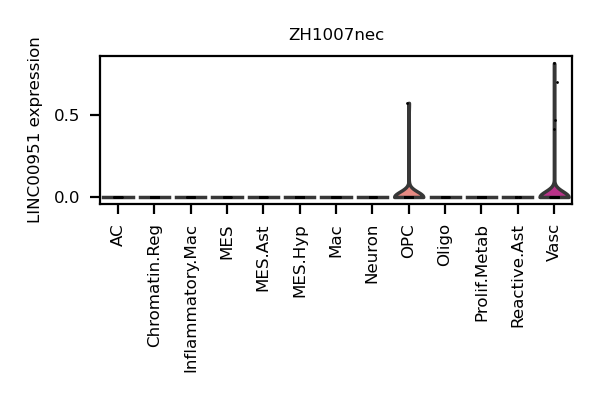 ZH1007nec
LINC00951 expression
0.5
0.0
AC
Chromatin.Reg
Inflammatory.Mac
MES
MES.Ast
MES.Hyp
Mac
Neuron
OPC
Oligo
Prolif.Metab
Reactive.Ast
Vasc